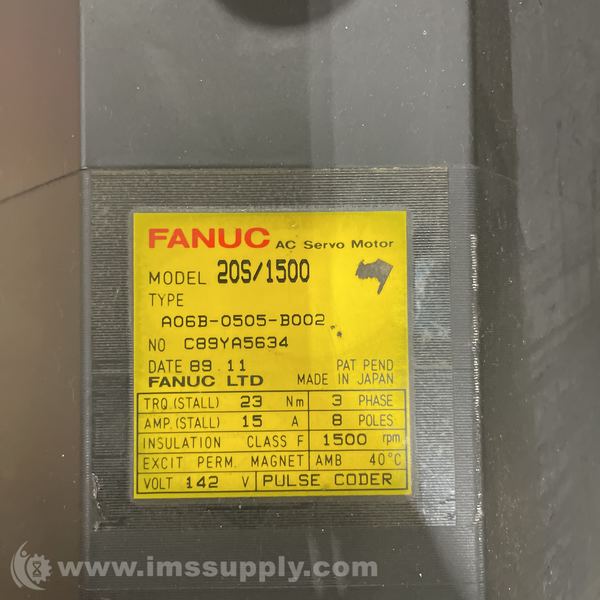 FANUC AC Servo Motor
MODEL 20S/1500
TYPE
A06B-0505-B002
NO C89YA5634
DATE 89.11 PAT PEND
FANUC LTD MADE IN JAPAN
TRQ.(STALL) 23 Nm 3 PHASE
AMP.(STALL) 15 A 8 POLES
INSULATION CLASS F 1500 rpm
EXCIT PERM. MAGNET AMB 40°C
VOLT 142 V PULSE CODER
www.imssupply.com